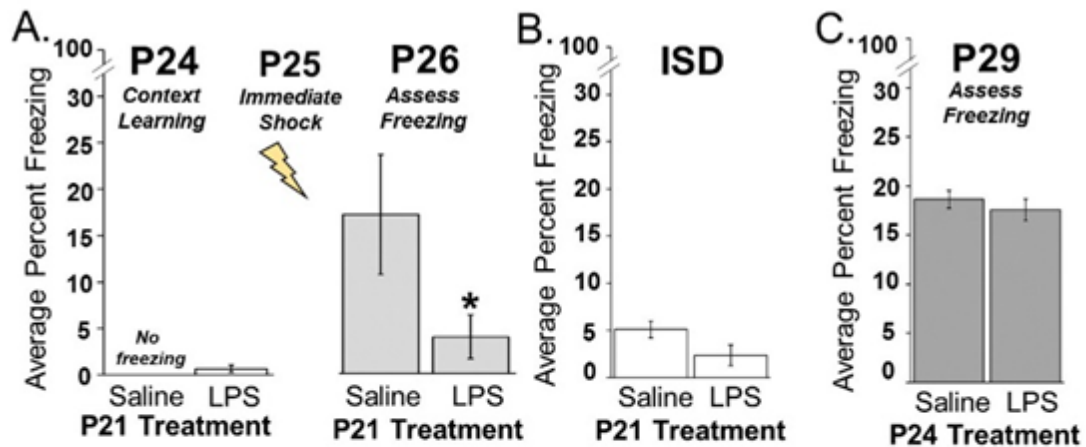 A.
100
30
25
20
15
10
5
0
Average Percent Freezing
P24
Context
Learning
P25
Immediate
Shock
P26
Assess
Freezing
No
freezing
*
Saline LPS
P21 Treatment
Saline LPS
P21 Treatment
B.
100
30
25
20
15
10
5
0
Average Percent Freezing
ISD
Saline LPS
P21 Treatment
C.
100
30
25
20
15
10
5
0
Average Percent Freezing
P29
Assess
Freezing
Saline LPS
P24 Treatment